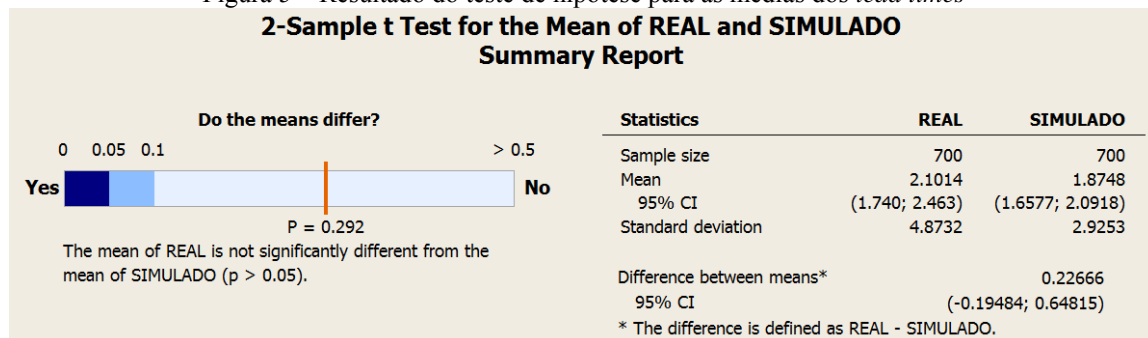 2-Sample t Test for the Mean of REAL and SIMULADO
Summary Report
Do the means differ?
0 0.05 0.1 > 0.5
Yes No
P = 0.292
The mean of REAL is not significantly different from the
mean of SIMULADO (p > 0.05).
Statistics REAL SIMULADO
Sample size 700 700
Mean 2.1014 1.8748
95% CI (1.740; 2.463) (1.6577; 2.0918)
Standard deviation 4.8732 2.9253
Difference between means* 0.22666
95% CI (-0.19484; 0.64815)
* The difference is defined as REAL - SIMULADO.